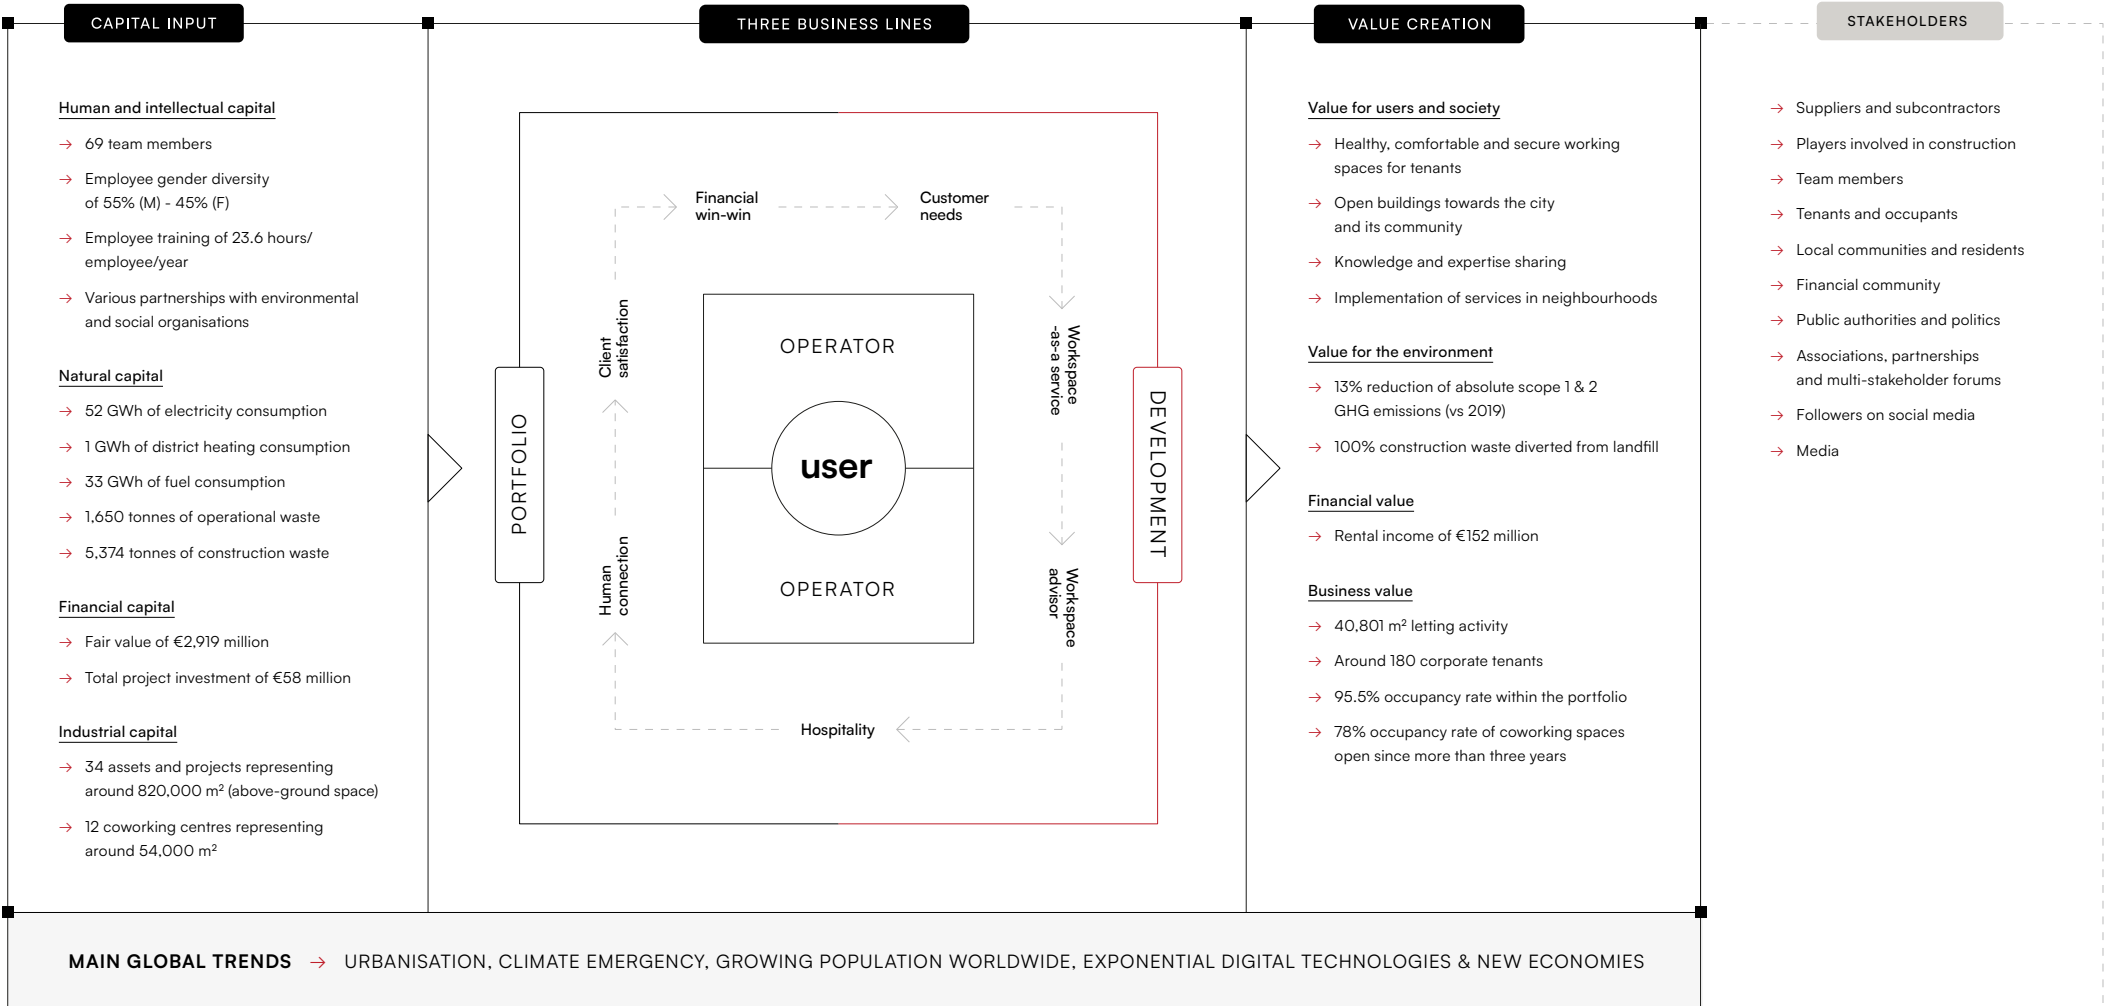 CAPITAL INPUT
Human and intellectual capital
→ 69 team members
→ Employee gender diversity
of 55% (M) - 45% (F)
→ Employee training of 23.6 hours/
employee/year
→ Various partnerships with environmental
and social organisations
Natural capital
→ 52 GWh of electricity consumption
→ 1 GWh of district heating consumption
→ 33 GWh of fuel consumption
→ 1,650 tonnes of operational waste
→ 5,374 tonnes of construction waste
Financial capital
→ Fair value of €2,919 million
→ Total project investment of €58 million
Industrial capital
→ 34 assets and projects representing
around 820,000 m² (above-ground space)
→ 12 coworking centres representing
around 54,000 m²
THREE BUSINESS LINES
PORTFOLIO
Financial
win-win
Customer
needs
Workspace
-as-a service
Workspace
advisor
Hospitality
Human
connection
Client
satisfaction
OPERATOR
user
OPERATOR
DEVELOPMENT
VALUE CREATION
Value for users and society
→ Healthy, comfortable and secure working
spaces for tenants
→ Open buildings towards the city
and its community
→ Knowledge and expertise sharing
→ Implementation of services in neighbourhoods
Value for the environment
→ 13% reduction of absolute scope 1 & 2
GHG emissions (vs 2019)
→ 100% construction waste diverted from landfill
Financial value
→ Rental income of €152 million
Business value
→ 40,801 m² letting activity
→ Around 180 corporate tenants
→ 95.5% occupancy rate within the portfolio
→ 78% occupancy rate of coworking spaces
open since more than three years
STAKEHOLDERS
→ Suppliers and subcontractors
→ Players involved in construction
→ Team members
→ Tenants and occupants
→ Local communities and residents
→ Financial community
→ Public authorities and politics
→ Associations, partnerships
and multi-stakeholder forums
→ Followers on social media
→ Media
MAIN GLOBAL TRENDS → URBANISATION, CLIMATE EMERGENCY, GROWING POPULATION WORLDWIDE, EXPONENTIAL DIGITAL TECHNOLOGIES & NEW ECONOMIES